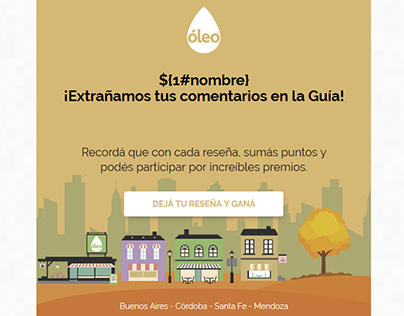 óleo
${1#nombre}
¡Extrañamos tus comentarios en la Guía!
Recordá que con cada reseña, sumás puntos y
podés participar por increíbles premios.
DEJÁ TU RESEÑA Y GANÁ
óleo
Buenos Aires - Córdoba - Santa Fe - Mendoza